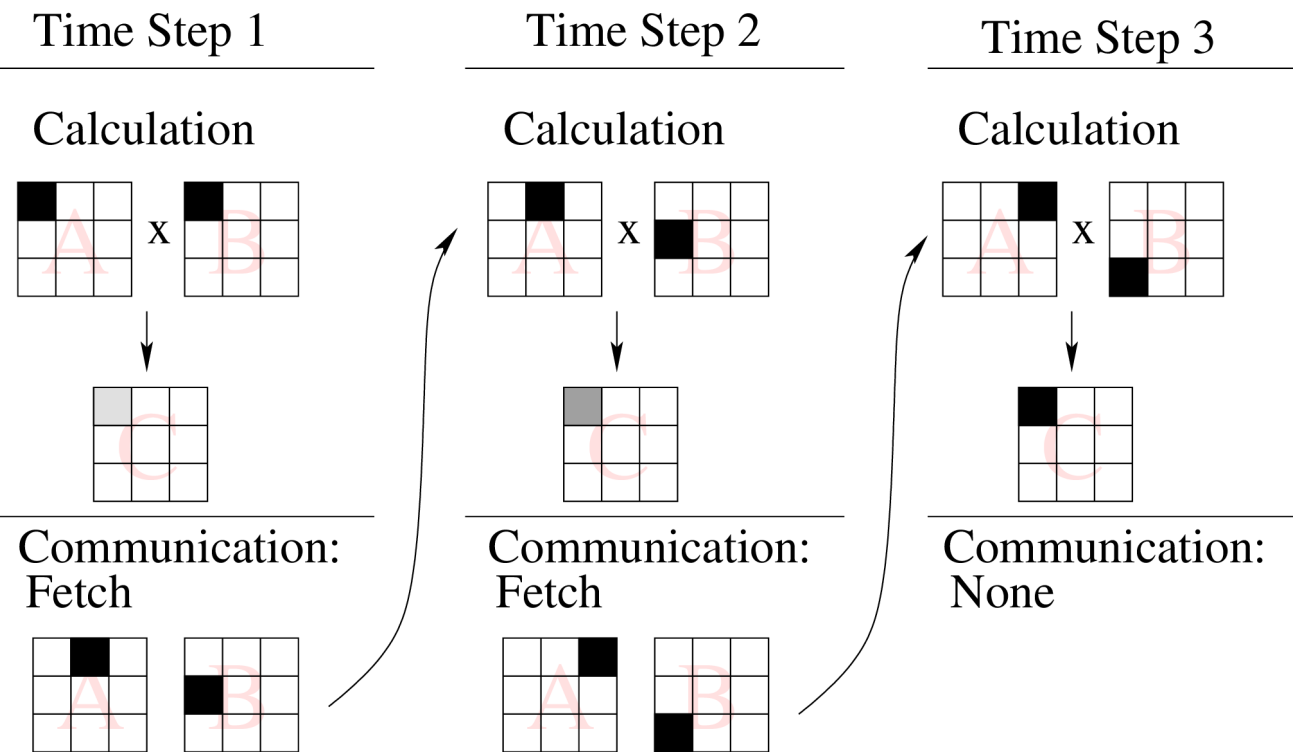 Time Step 1
Calculation
A x B
C
Communication:
Fetch
A B
Time Step 2
Calculation
A x B
C
Communication:
Fetch
A B
Time Step 3
Calculation
A x B
C
Communication:
None